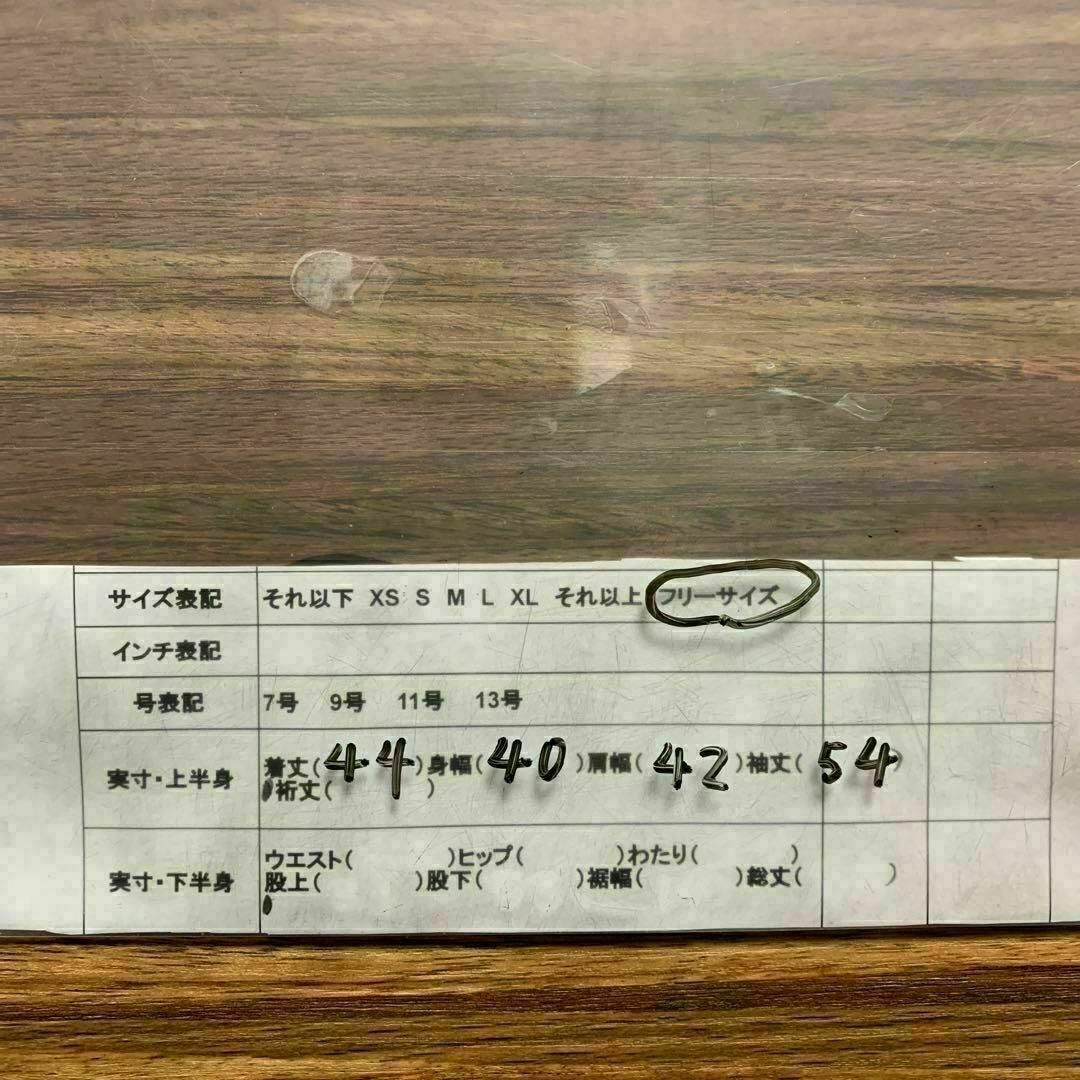 サイズ表記 それ以下 XS S M L XL それ以上 フリーサイズ
インチ表記
号表記 7号 9号 11号 13号
実寸・上半身 着丈(44)身幅(40)肩幅(42)袖丈(54)
裄丈( )
実寸・下半身 ウエスト( )ヒップ( )わたり( )
股上( )股下( )裾幅( )総丈( )